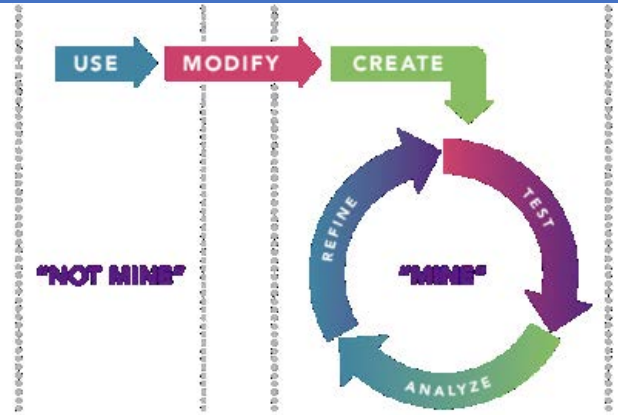 USE
MODIFY
CREATE
TEST
REFINE
"NOT MINE"
"MINE"
ANALYZE